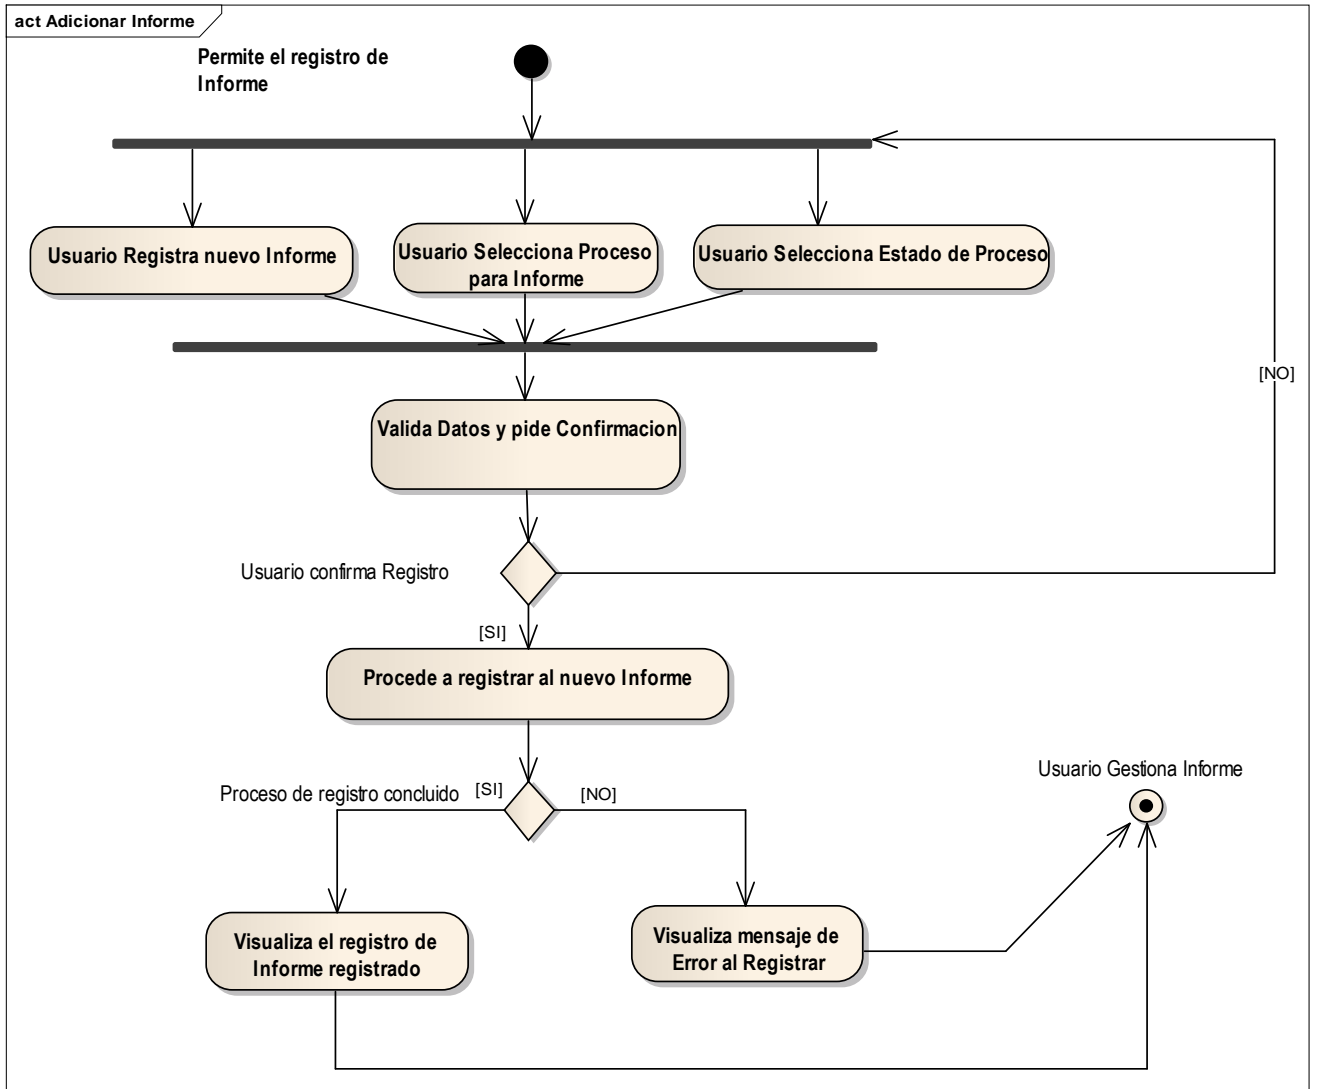 act Adicionar Informe
Permite el registro de
Informe
Usuario Registra nuevo Informe
Usuario Selecciona Proceso
para Informe
Usuario Selecciona Estado de Proceso
[NO]
Valida Datos y pide Confirmacion
Usuario confirma Registro
[SI]
Procede a registrar al nuevo Informe
Usuario Gestiona Informe
Proceso de registro concluido
[SI]
[NO]
Visualiza el registro de
Informe registrado
Visualiza mensaje de
Error al Registrar